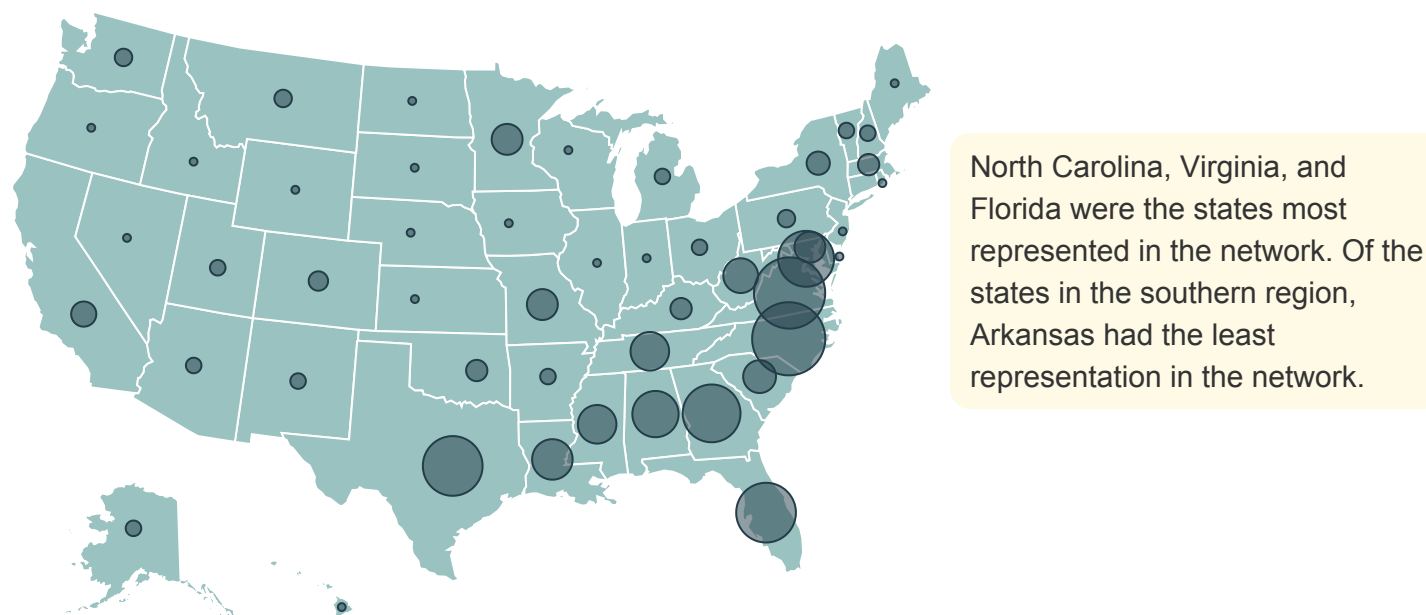 North Carolina, Virginia, and
Florida were the states most
represented in the network. Of the
states in the southern region,
Arkansas had the least
representation in the network.